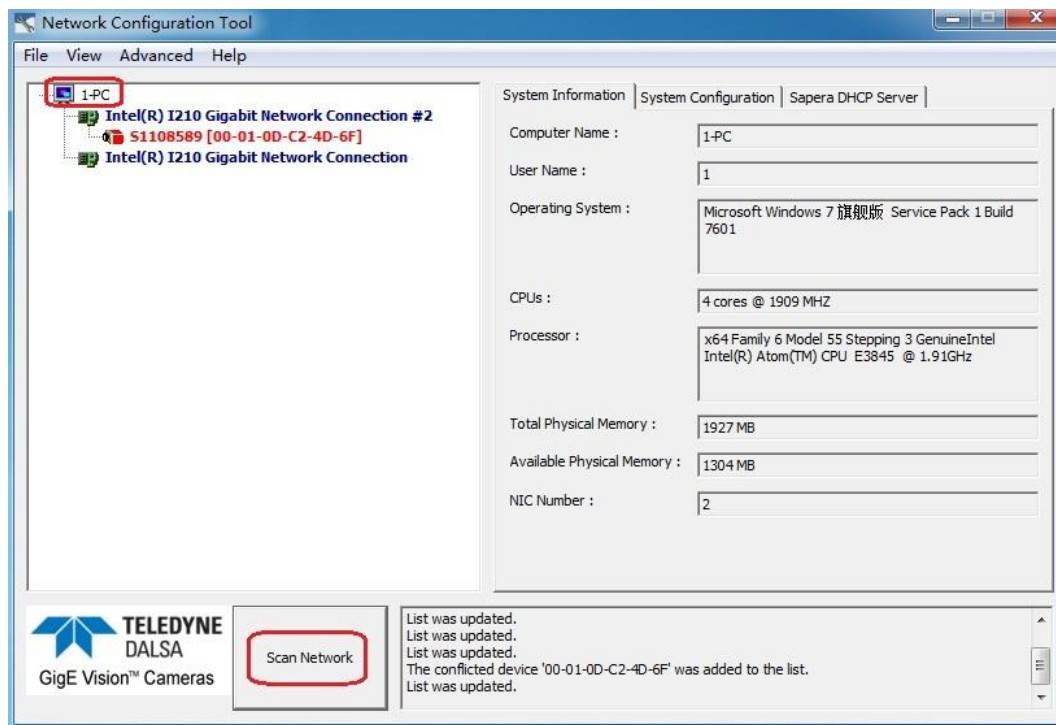 Network Configuration Tool
File View Advanced Help
1-PC
Intel(R) I210 Gigabit Network Connection #2
S1108589 [00-01-0D-C2-4D-6F]
Intel(R) I210 Gigabit Network Connection
System Information System Configuration Sapera DHCP Server
Computer Name : 1-PC
User Name : 1
Operating System : Microsoft Windows 7 旗舰版 Service Pack 1 Build
7601
CPUs : 4 cores @ 1909 MHZ
Processor : x64 Family 6 Model 55 Stepping 3 GenuineIntel
Intel(R) Atom(TM) CPU E3845 @ 1.91GHz
Total Physical Memory : 1927 MB
Available Physical Memory : 1304 MB
NIC Number : 2
TELEDYNE
DALSA
GigE Vision™ Cameras
Scan Network
List was updated.
List was updated.
List was updated.
The conflicted device '00-01-0D-C2-4D-6F' was added to the list.
List was updated.